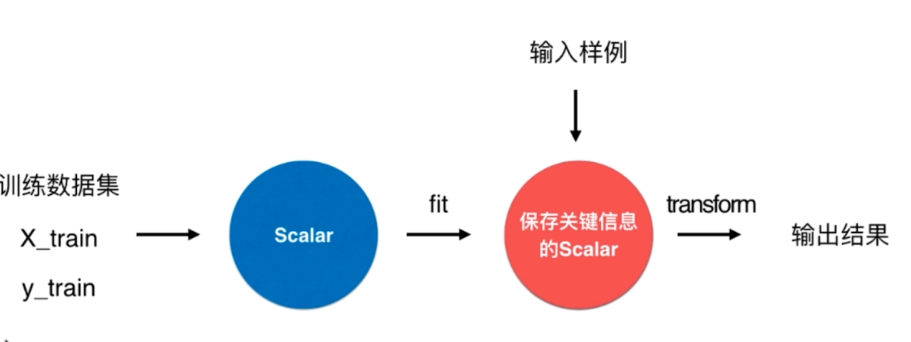 输入样例
训练数据集
X_train
y_train
Scalar
fit
保存关键信息
的Scalar
transform
输出结果